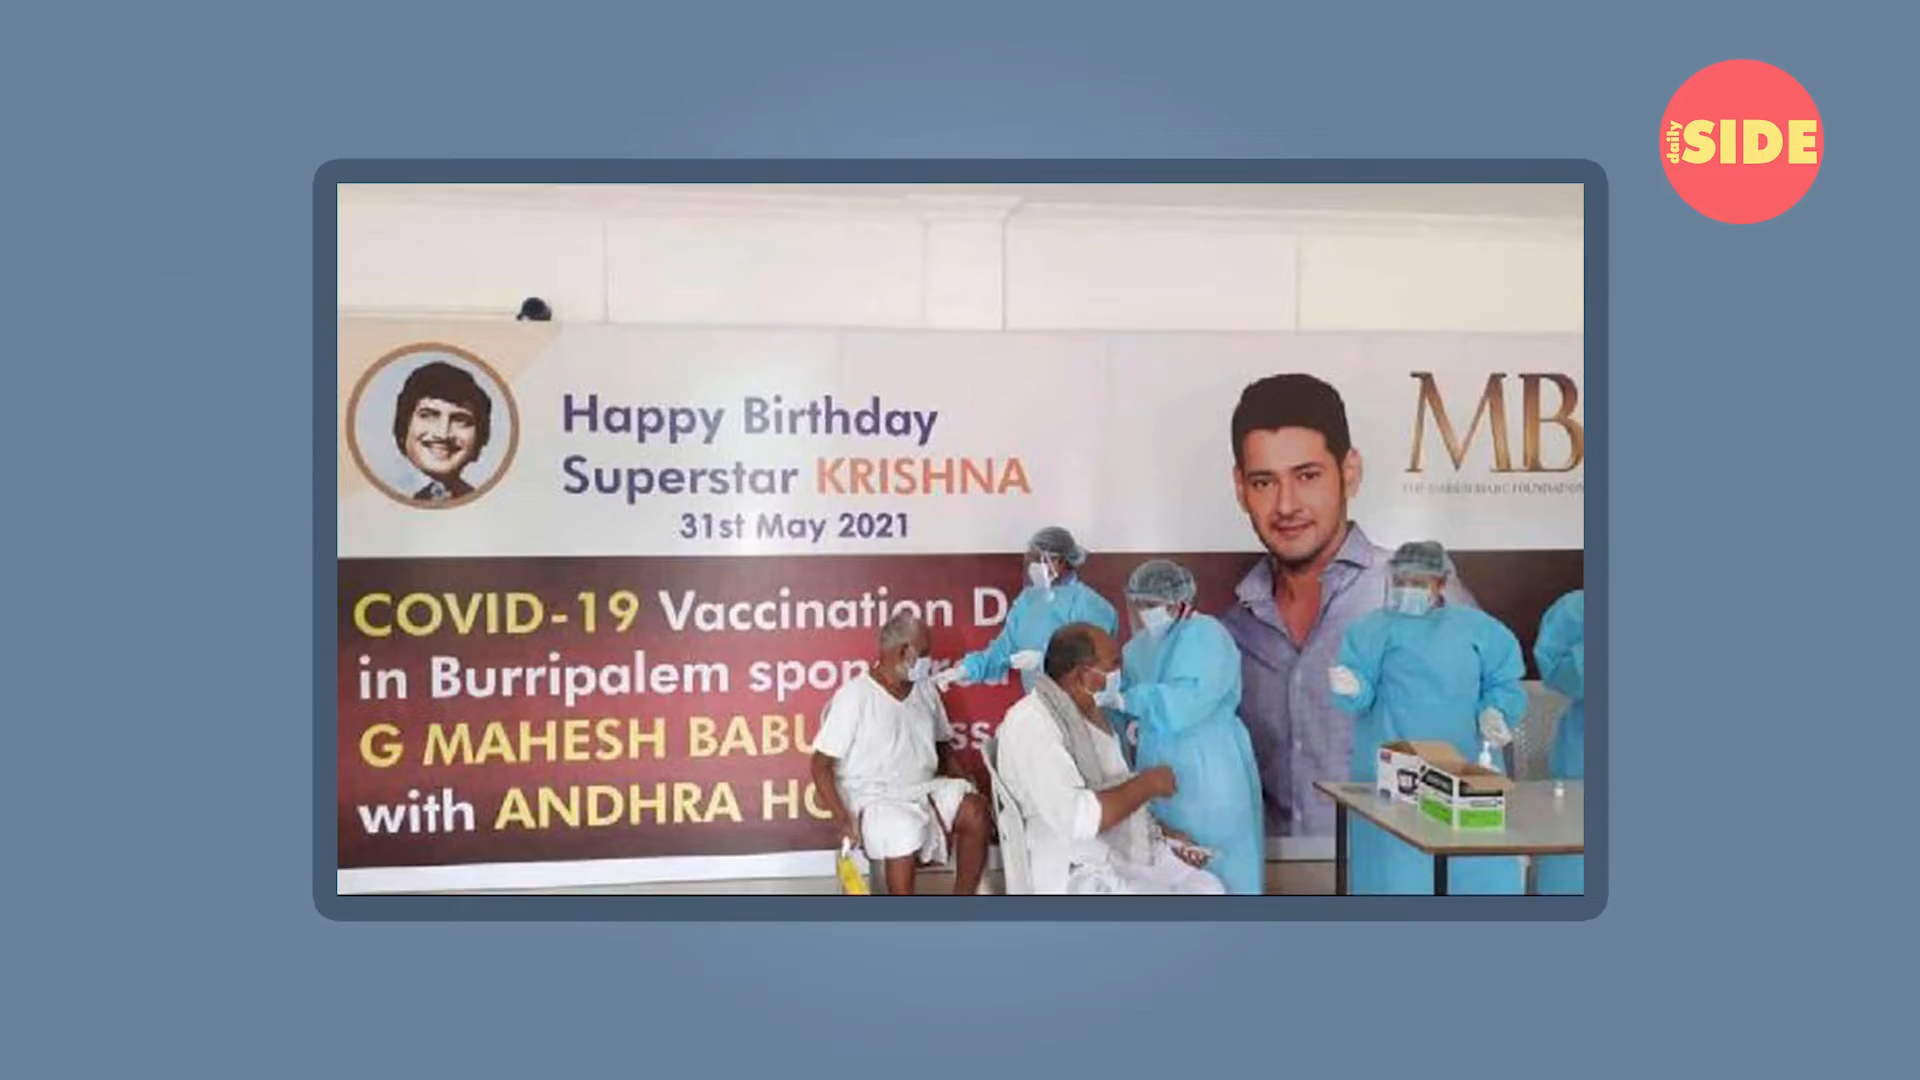 daily
SIDE
Happy Birthday
Superstar KRISHNA
31st May 2021
MB
COVID-19 Vaccination D
in Burripalem spon
G MAHESH BABU
with ANDHRA HO